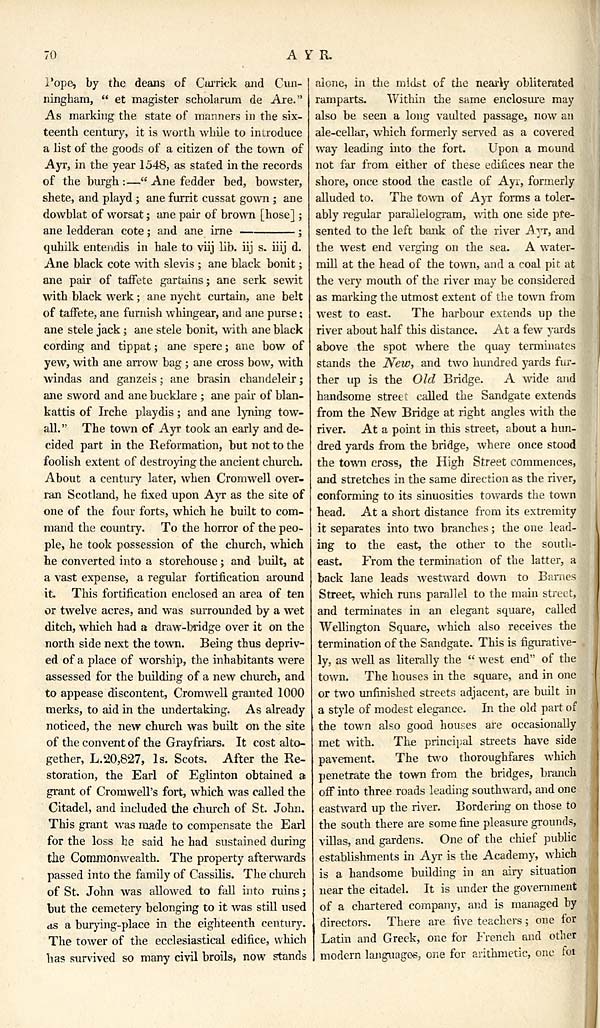 70
AYR.
Pope, by the deans of Carrick and Cun-
ningham, “ et magister scholarum de Are.”
As marking the state of manners in the six-
teenth century, it is worth while to introduce
a list of the goods of a citizen of the town of
Ayr, in the year 1548, as stated in the records
of the burgh :—“ Ane fedder bed, bowster,
shete, and playd ; ane furrit cussat gown ; ane
dowblat of worsat ; ane pair of brown [hose] ;
ane ledderan cote ; and ane irne ——— ;
quhilk entendis in hale to viij lib. iij s. iiij d.
Ane black cote with slevis ; ane black bonit ;
ane pair of taffete gartains ; ane serk sewit
with black werk ; ane nycht curtain, ane belt
of taffete, ane furnish whingear, and ane purse ;
ane stele jack ; ane stele bonit, with ane black
cording and tippat ; ane spere ; ane bow of
yew, with ane arrow bag ; ane cross bow, with
windas and ganzeis ; ane brasin chandeleir ;
ane sword and ane bucklare ; ane pair of blan-
kattis of Irche playdis ; and ane lyning tow-
all.” The town of Ayr took an early and de-
cided part in the Reformation, but not to the
foolish extent of destroying the ancient church.
About a century later, when Cromwell over-
ran Scotland, he fixed upon Ayr as the site of
one of the four forts, which he built to com-
mand the country. To the horror of the peo-
ple, he took possession of the church, which
he converted into a storehouse ; and built, at
a vast expense, a regular fortification around
it. This fortification enclosed an area of ten
or twelve acres, and was surrounded by a wet
ditch, which had a draw-bridge over it on the
north side next the town. Being thus depriv-
ed of a place of worship, the inhabitants were
assessed for the building of a new church, and
to appease discontent, Cromwell granted 1000
merks, to aid in the undertaking. As already
noticed, the new church was built on the site
of the convent of the Grayfriars. It cost alto-
gether, L.20,827, 1s. Scots. After the Re-
storation, the Earl of Eglinton obtained a
grant of Cromwell's fort, which was called the
Citadel, and included the church of St. John.
This grant was made to compensate the Earl
for the loss he said he had sustained during
the Commonwealth. The property afterwards
passed into the family of Cassilis. The church
of St. John was allowed to fall into ruins ;
but the cemetery belonging to it was still used
as a burying-place in the eighteenth century.
The tower of the ecclesiastical edifice, which
has survived so many civil broils, now stands
alone, in the midst of the nearly obliterated
ramparts. Within the same enclosure may
also be seen a long vaulted passage, now an
ale-cellar, which formerly served as a covered
way leading into the fort. Upon a mound
not far from either of these edifices near the
shore, once stood the castle of Ayr, formerly
alluded to. The town of Ayr forms a toler-
ably regular parallelogram, with one side pre-
sented to the left bank of the river Ayr, and
the west end verging on the sea. A water-
mill at the head of the town, and a coal pit at
the very mouth of the river may be considered
as marking the utmost extent of the town from
west to east. The harbour extends up the
river about half this distance. At a few yards
above the spot where the quay terminates
stands the New, and two hundred yards fur-
ther up is the Old Bridge. A wide and
handsome street called the Sandgate extends
from the New Bridge at right angles with the
river. At a point in this street, about a hun-
dred yards from the bridge, where once stood
the town cross, the High Street commences,
and stretches in the same direction as the river,
conforming to its sinuosities towards the town
head. At a short distance from its extremity
it separates into two branches ; the one lead-
ing to the east, the other to the south-
east. From the termination of the latter, a
back lane leads westward down to Barnes
Street, which runs parallel to the main street,
and terminates in an elegant square, called
Wellington Square, which also receives the
termination of the Sandgate. This is figurative-
ly, as well as literally the “ west end” of the
town. The houses in the square, and in one
or two unfinished streets adjacent, are built in
a style of modest elegance. In the old part of
the town also good houses are occasionally
met with. The principal streets have side
pavement. The two thoroughfares which
penetrate the town from the bridges, branch
off into three roads leading southward, and one
eastward up the river. Bordering on those to
the south there are some fine pleasure grounds,
villas, and gardens. One of the chief public
establishments in Ayr is the Academy, which
is a handsome building in an airy situation
near the citadel. It is under the government
of a chartered company, and is managed by
directors. There are five teachers ; one for
Latin and Greek, one for French and other
modern languages, one for arithmetic, one for